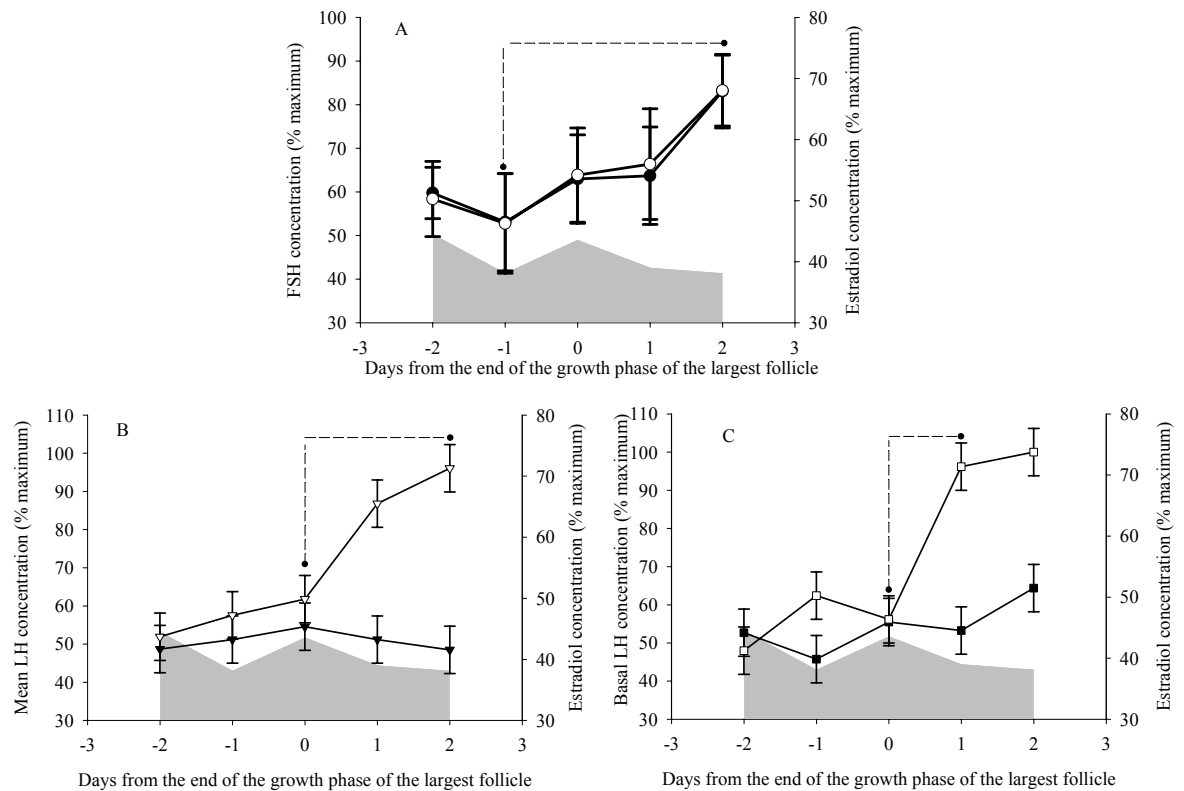 A
FSH concentration (% maximum)
100
90
80
70
60
50
40
30
Estradiol concentration (% maximum)
80
70
60
50
40
30
-3 -2 -1 0 1 2 3
Days from the end of the growth phase of the largest follicle
B
Mean LH concentration (% maximum)
110
100
90
80
70
60
50
40
30
Estradiol concentration (% maximum)
80
70
60
50
40
30
-3 -2 -1 0 1 2 3
Days from the end of the growth phase of the largest follicle
C
Basal LH concentration (% maximum)
110
100
90
80
70
60
50
40
30
Estradiol concentration (% maximum)
80
70
60
50
40
30
-3 -2 -1 0 1 2 3
Days from the end of the growth phase of the largest follicle